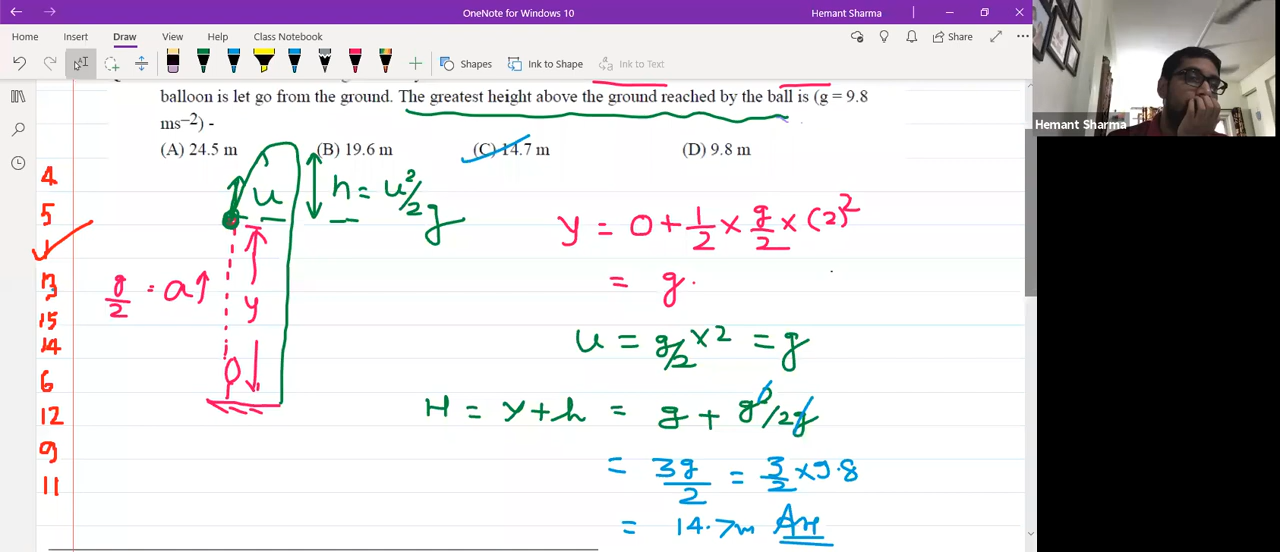 OneNote for Windows 10
Hemant Sharma
Home Insert Draw View Help Class Notebook
Share
Shapes Ink to Shape Ink to Text
balloon is let go from the ground. The greatest height above the ground reached by the ball is (g = 9.8
ms⁻²) -
(A) 24.5 m (B) 19.6 m (C) 14.7 m (D) 9.8 m
4
5
1
13
15
14
6
12
9
11
u
h = u²/2g
g/2 = a↑
y
y = 0 + 1/2 × g/2 × (2)²
= g.
u = g/2 × 2 = g
H = y + h = g + g²/2g
= 3g/2 = 3/2 × 9.8
= 14.7m Ans
Hemant Sharma